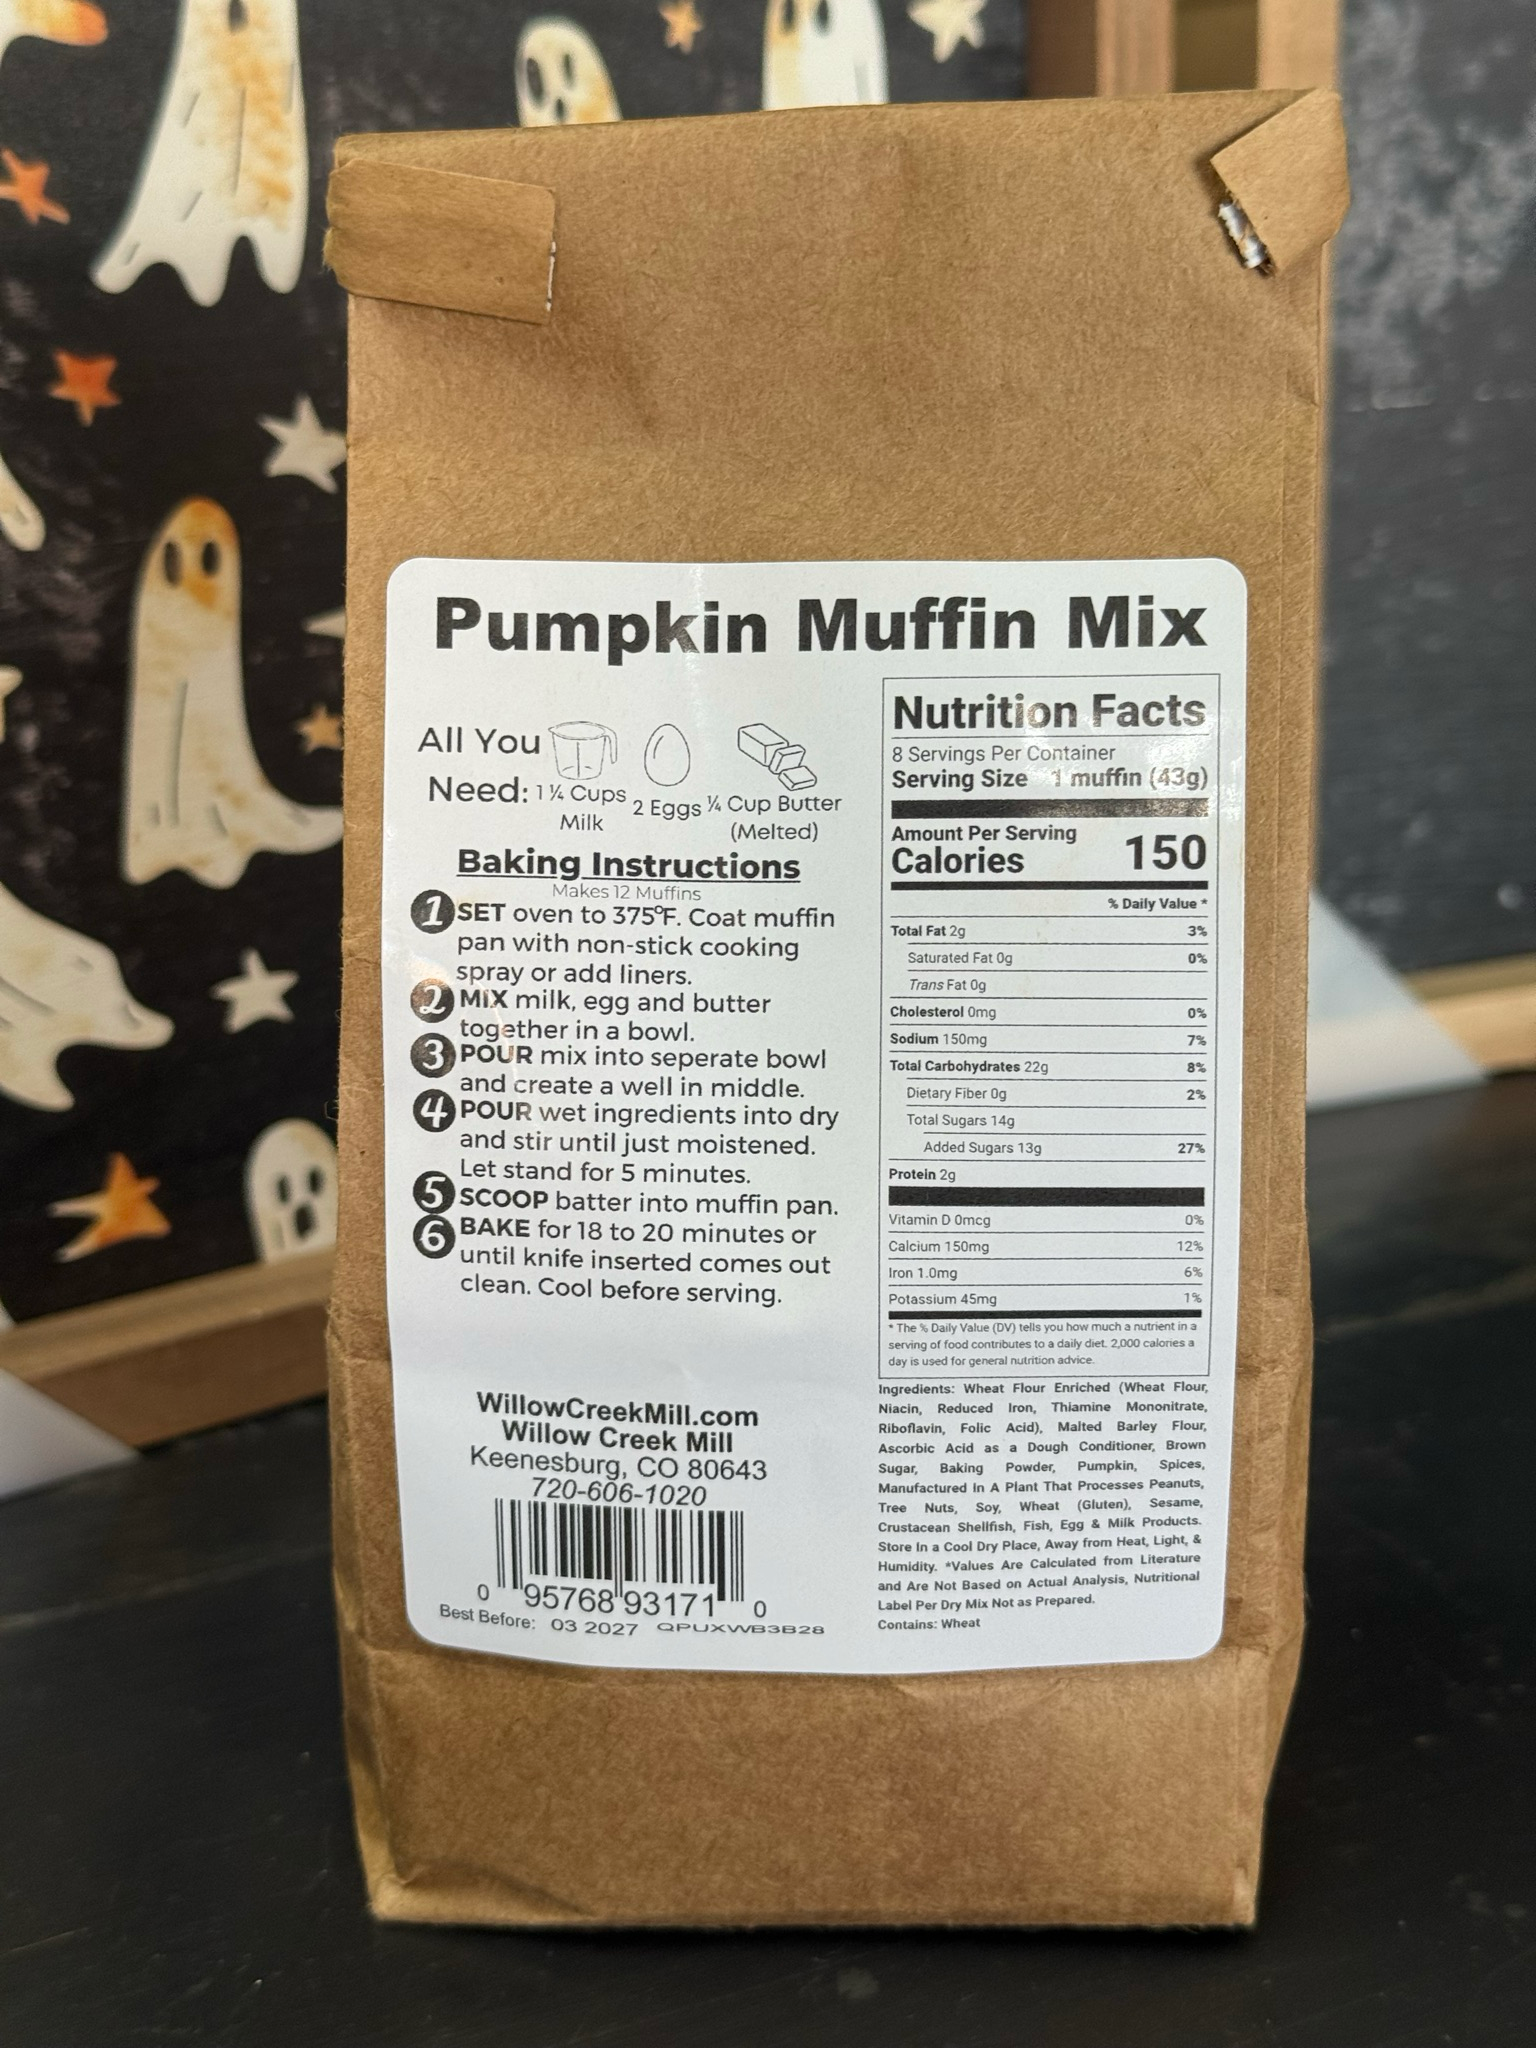 Pumpkin Muffin Mix
All You
Need:
1 ¼ Cups
Milk
2 Eggs
¼ Cup Butter
(Melted)
Baking Instructions
Makes 12 Muffins
1 SET oven to 375°F. Coat muffin
pan with non-stick cooking
spray or add liners.
2 MIX milk, egg and butter
together in a bowl.
3 POUR mix into seperate bowl
and create a well in middle.
4 POUR wet ingredients into dry
and stir until just moistened.
Let stand for 5 minutes.
5 SCOOP batter into muffin pan.
6 BAKE for 18 to 20 minutes or
until knife inserted comes out
clean. Cool before serving.
WillowCreekMill.com
Willow Creek Mill
Keenesburg, CO 80643
720-606-1020
0 95768 93171 0
Best Before: 03 2027 QPUXWB3B28
Nutrition Facts
8 Servings Per Container
Serving Size 1 muffin (43g)
Amount Per Serving
Calories 150
% Daily Value *
Total Fat 2g 3%
Saturated Fat 0g 0%
Trans Fat 0g
Cholesterol 0mg 0%
Sodium 150mg 7%
Total Carbohydrates 22g 8%
Dietary Fiber 0g 2%
Total Sugars 14g
Added Sugars 13g 27%
Protein 2g
Vitamin D 0mcg 0%
Calcium 150mg 12%
Iron 1.0mg 6%
Potassium 45mg 1%
* The % Daily Value (DV) tells you how much a nutrient in a
serving of food contributes to a daily diet. 2,000 calories a
day is used for general nutrition advice.
Ingredients: Wheat Flour Enriched (Wheat Flour,
Niacin, Reduced Iron, Thiamine Mononitrate,
Riboflavin, Folic Acid), Malted Barley Flour,
Ascorbic Acid as a Dough Conditioner, Brown
Sugar, Baking Powder, Pumpkin, Spices,
Manufactured In A Plant That Processes Peanuts,
Tree Nuts, Soy, Wheat (Gluten), Sesame,
Crustacean Shellfish, Fish, Egg & Milk Products.
Store In a Cool Dry Place, Away from Heat, Light, &
Humidity. *Values Are Calculated from Literature
and Are Not Based on Actual Analysis, Nutritional
Label Per Dry Mix Not as Prepared.
Contains: Wheat